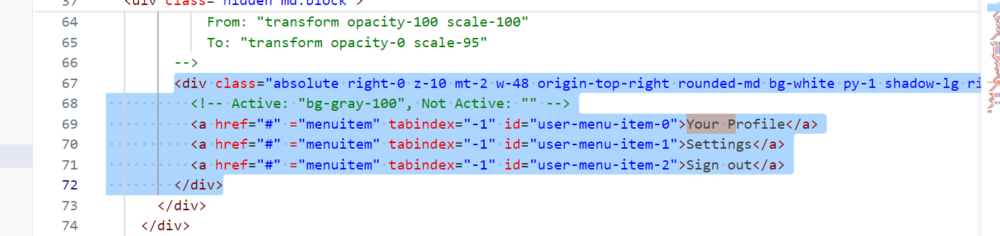 37 <div class="hidden md:block">
64 From: "transform opacity-100 scale-100"
65 To: "transform opacity-0 scale-95"
66 -->
67 <div class="absolute right-0 z-10 mt-2 w-48 origin-top-right rounded-md bg-white py-1 shadow-lg ri
68 <!-- Active: "bg-gray-100", Not Active: "" -->
69 <a href="#" ="menuitem" tabindex="-1" id="user-menu-item-0">Your Profile</a>
70 <a href="#" ="menuitem" tabindex="-1" id="user-menu-item-1">Settings</a>
71 <a href="#" ="menuitem" tabindex="-1" id="user-menu-item-2">Sign out</a>
72 </div>
73 </div>
74 </div>